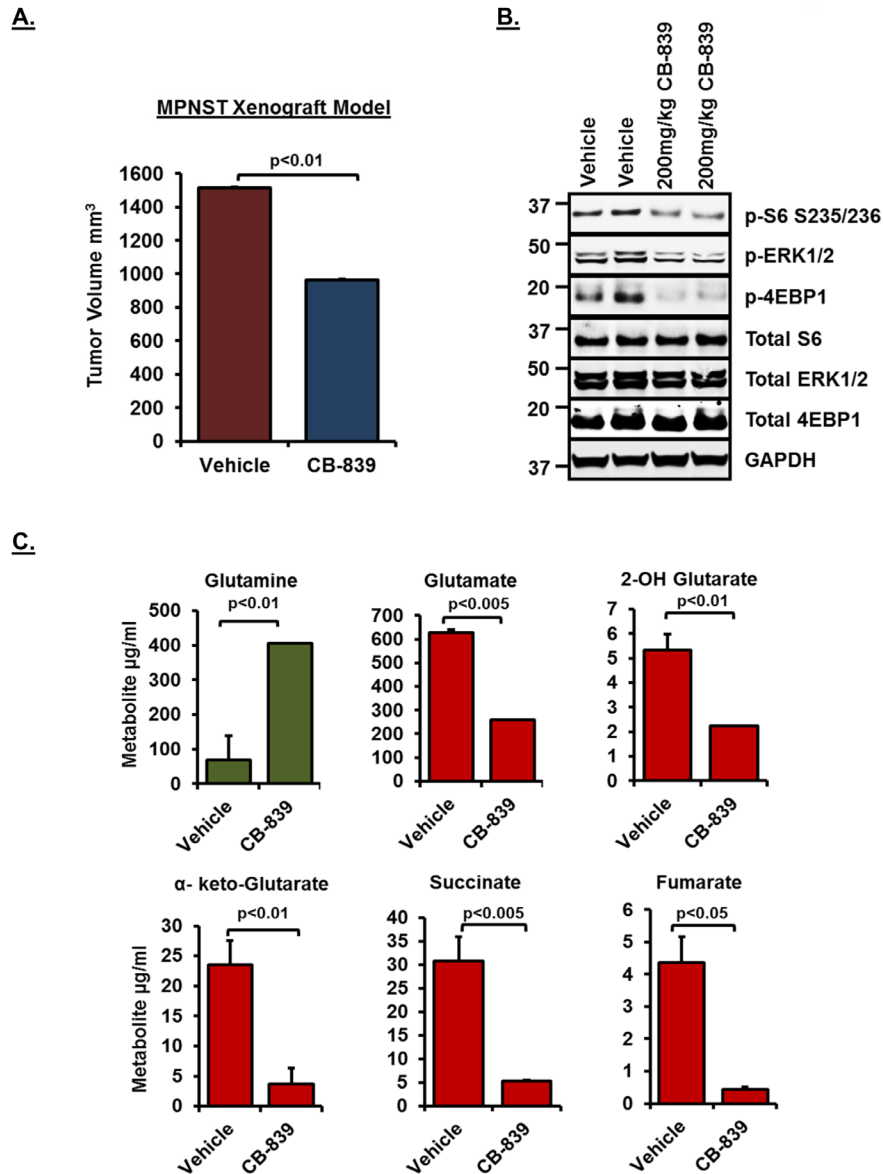 A.
MPNST Xenograft Model
p<0.01
1600
1400
1200
1000
800
600
400
200
0
Tumor Volume mm³
Vehicle
CB-839
B.
Vehicle
Vehicle
200mg/kg CB-839
200mg/kg CB-839
37
p-S6 S235/236
50
p-ERK1/2
20
p-4EBP1
37
Total S6
50
Total ERK1/2
20
Total 4EBP1
37
GAPDH
C.
Glutamine
p<0.01
500
400
300
200
100
0
Metabolite µg/ml
Vehicle
CB-839
Glutamate
p<0.005
700
600
500
400
300
200
100
0
Vehicle
CB-839
2-OH Glutarate
p<0.01
7
6
5
4
3
2
1
0
Vehicle
CB-839
α- keto-Glutarate
p<0.01
30
25
20
15
10
5
0
Metabolite µg/ml
Vehicle
CB-839
Succinate
p<0.005
40
35
30
25
20
15
10
5
0
Vehicle
CB-839
Fumarate
p<0.05
6
5
4
3
2
1
0
Vehicle
CB-839